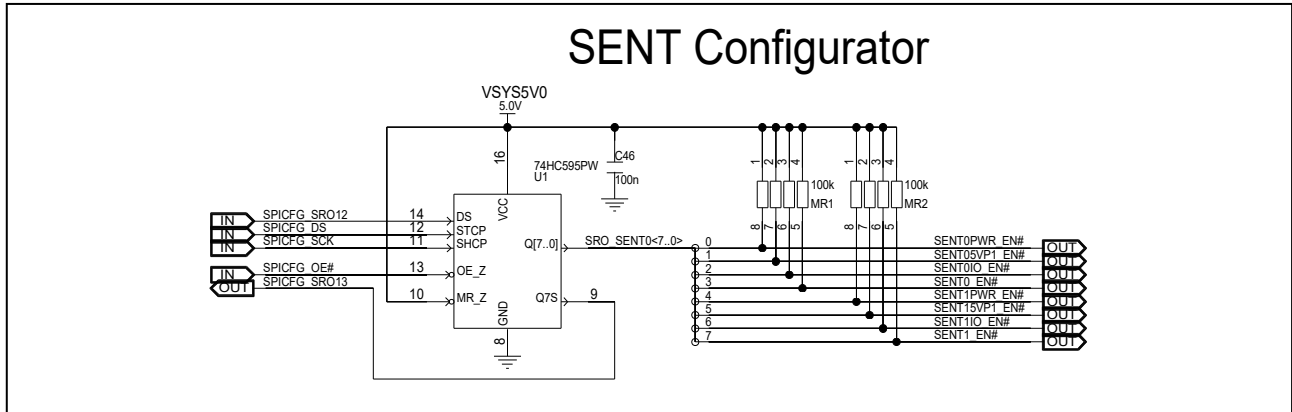 SENT Configurator
VSYS5V0
5.0V
16
74HC595PW
U1
C46
100n
VCC
1 2 3 4
100k
MR1
8 7 6 5
1 2 3 4
100k
MR2
8 7 6 5
IN SPICFG_SRO12 14 DS
IN SPICFG_DS 12 STCP
IN SPICFG_SCK 11 SHCP
IN SPICFG_OE# 13 OE_Z
OUT SPICFG_SRO13
10 MR_Z
GND
8
Q[7..0] SRO_SENT0<7..0>
Q7S 9
0 SENT0PWR_EN# OUT
1 SENT05VP1_EN# OUT
2 SENT0IO_EN# OUT
3 SENT0_EN# OUT
4 SENT1PWR_EN# OUT
5 SENT15VP1_EN# OUT
6 SENT1IO_EN# OUT
7 SENT1_EN# OUT